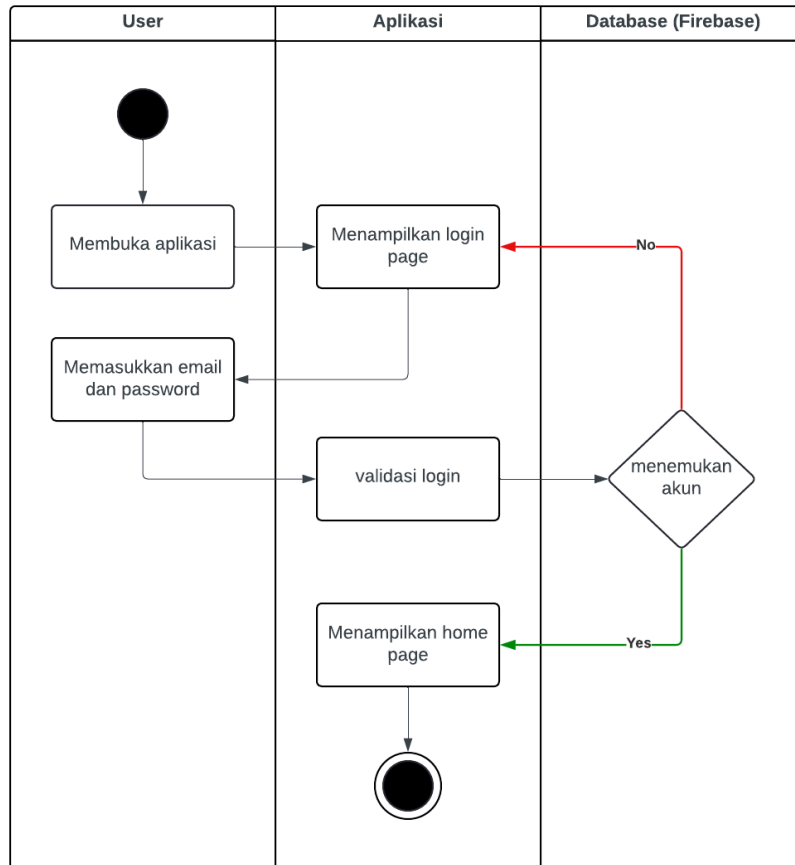 User
Aplikasi
Database (Firebase)
Membuka aplikasi
Menampilkan login
page
No
Memasukkan email
dan password
validasi login
menemukan
akun
Menampilkan home
page
Yes